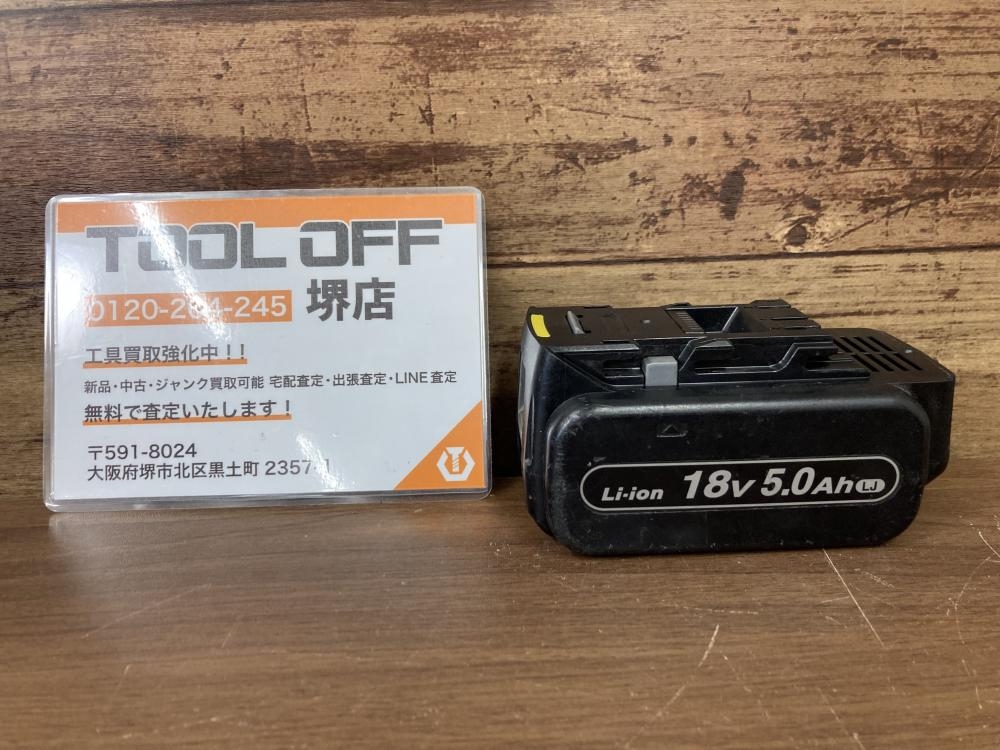 TOOL OFF
0120-264-245 堺店
工具買取強化中!!
新品・中古・ジャンク買取可能 宅配査定・出張査定・LINE査定
無料で査定いたします!
〒591-8024
大阪府堺市北区黒土町 2357-1
Li-ion 18V 5.0Ah LJ